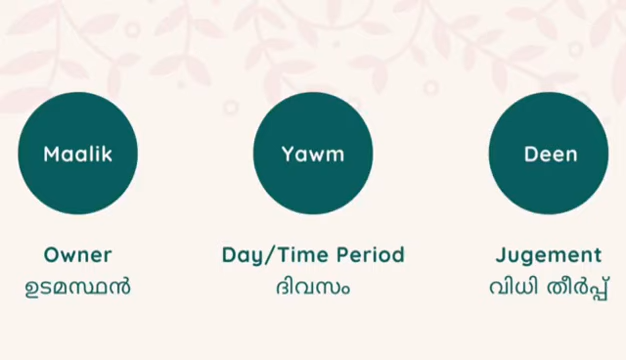 Maalik
Yawm
Deen
Owner
ഉടമസ്ഥൻ
Day/Time Period
ദിവസം
Jugement
വിധി തീർപ്പ്